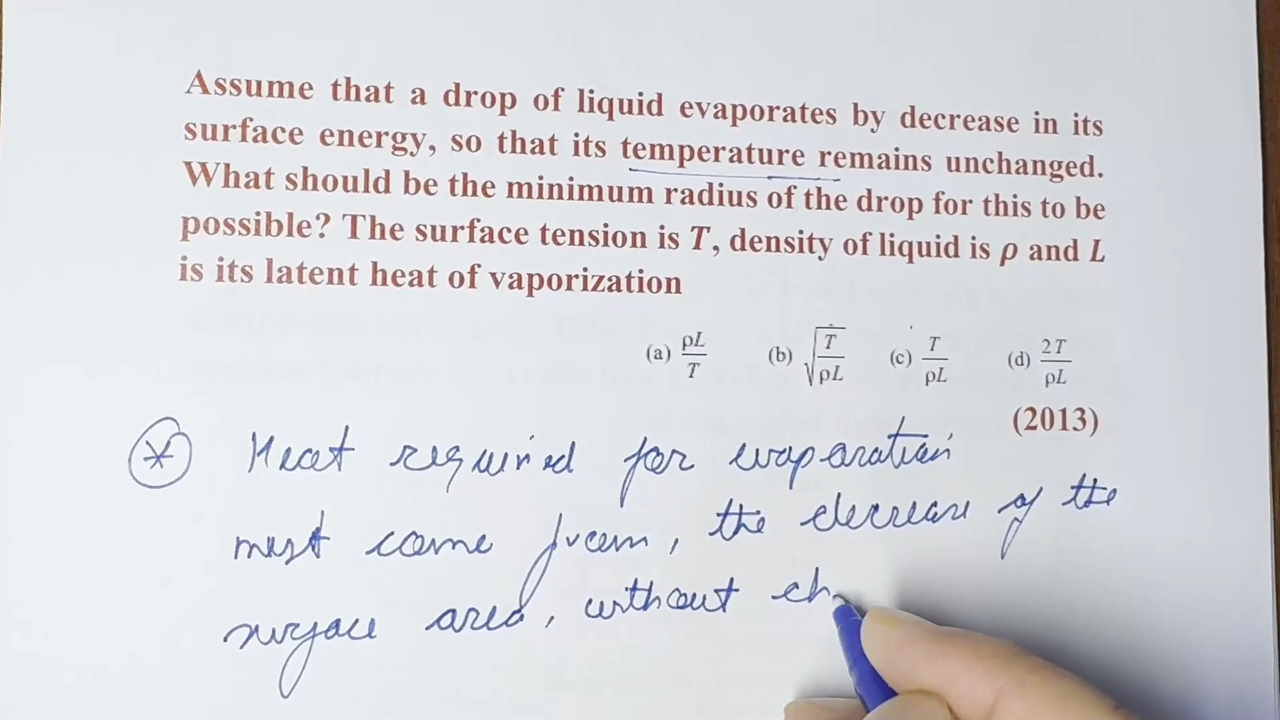 Assume that a drop of liquid evaporates by decrease in its
surface energy, so that its temperature remains unchanged.
What should be the minimum radius of the drop for this to be
possible? The surface tension is T, density of liquid is ρ and L
is its latent heat of vaporization
(a) ρL/T (b) √(T/ρL) (c) T/ρL (d) 2T/ρL
(2013)
* Heat required for evaporation
must come from, the decrease of the
surface area, without ch